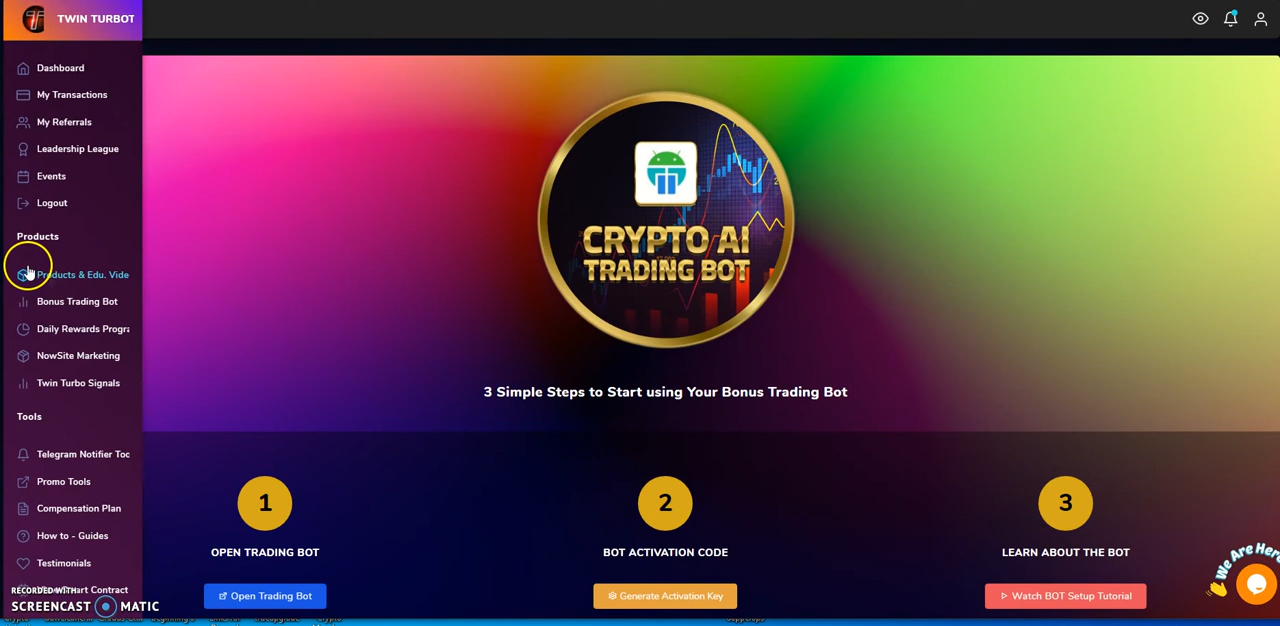 TWIN TURBOT
Dashboard
My Transactions
My Referrals
Leadership League
Events
Logout
Products
Products & Edu. Vide
Bonus Trading Bot
Daily Rewards Progra
NowSite Marketing
Twin Turbo Signals
Tools
Telegram Notifier Too
Promo Tools
Compensation Plan
How to - Guides
Testimonials
Smart Contract
RECORDED WITH
SCREENCAST MATIC
CRYPTO AI
TRADING BOT
3 Simple Steps to Start using Your Bonus Trading Bot
1
OPEN TRADING BOT
Open Trading Bot
2
BOT ACTIVATION CODE
Generate Activation Key
3
LEARN ABOUT THE BOT
Watch BOT Setup Tutorial
We Are Here